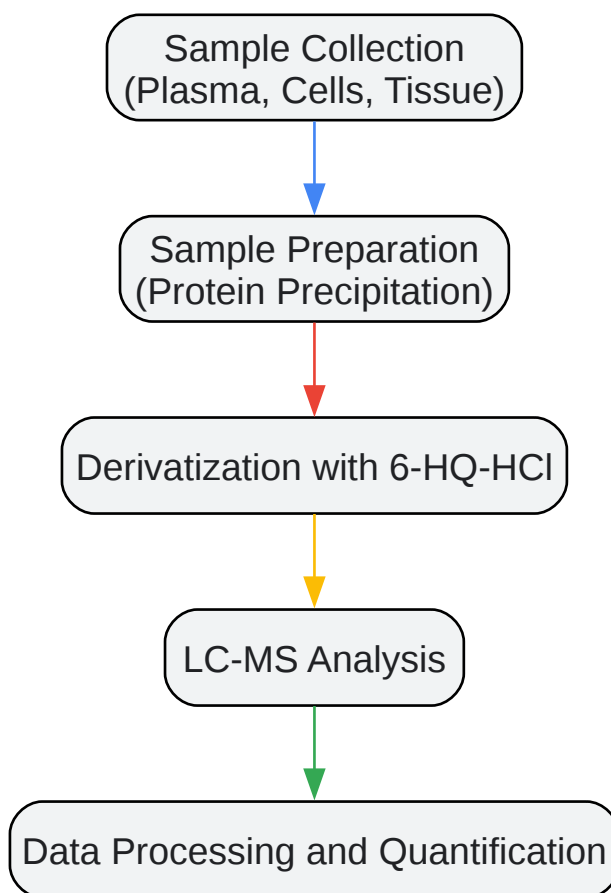 Sample Collection
(Plasma, Cells, Tissue)
Sample Preparation
(Protein Precipitation)
Derivatization with 6-HQ-HCl
LC-MS Analysis
Data Processing and Quantification